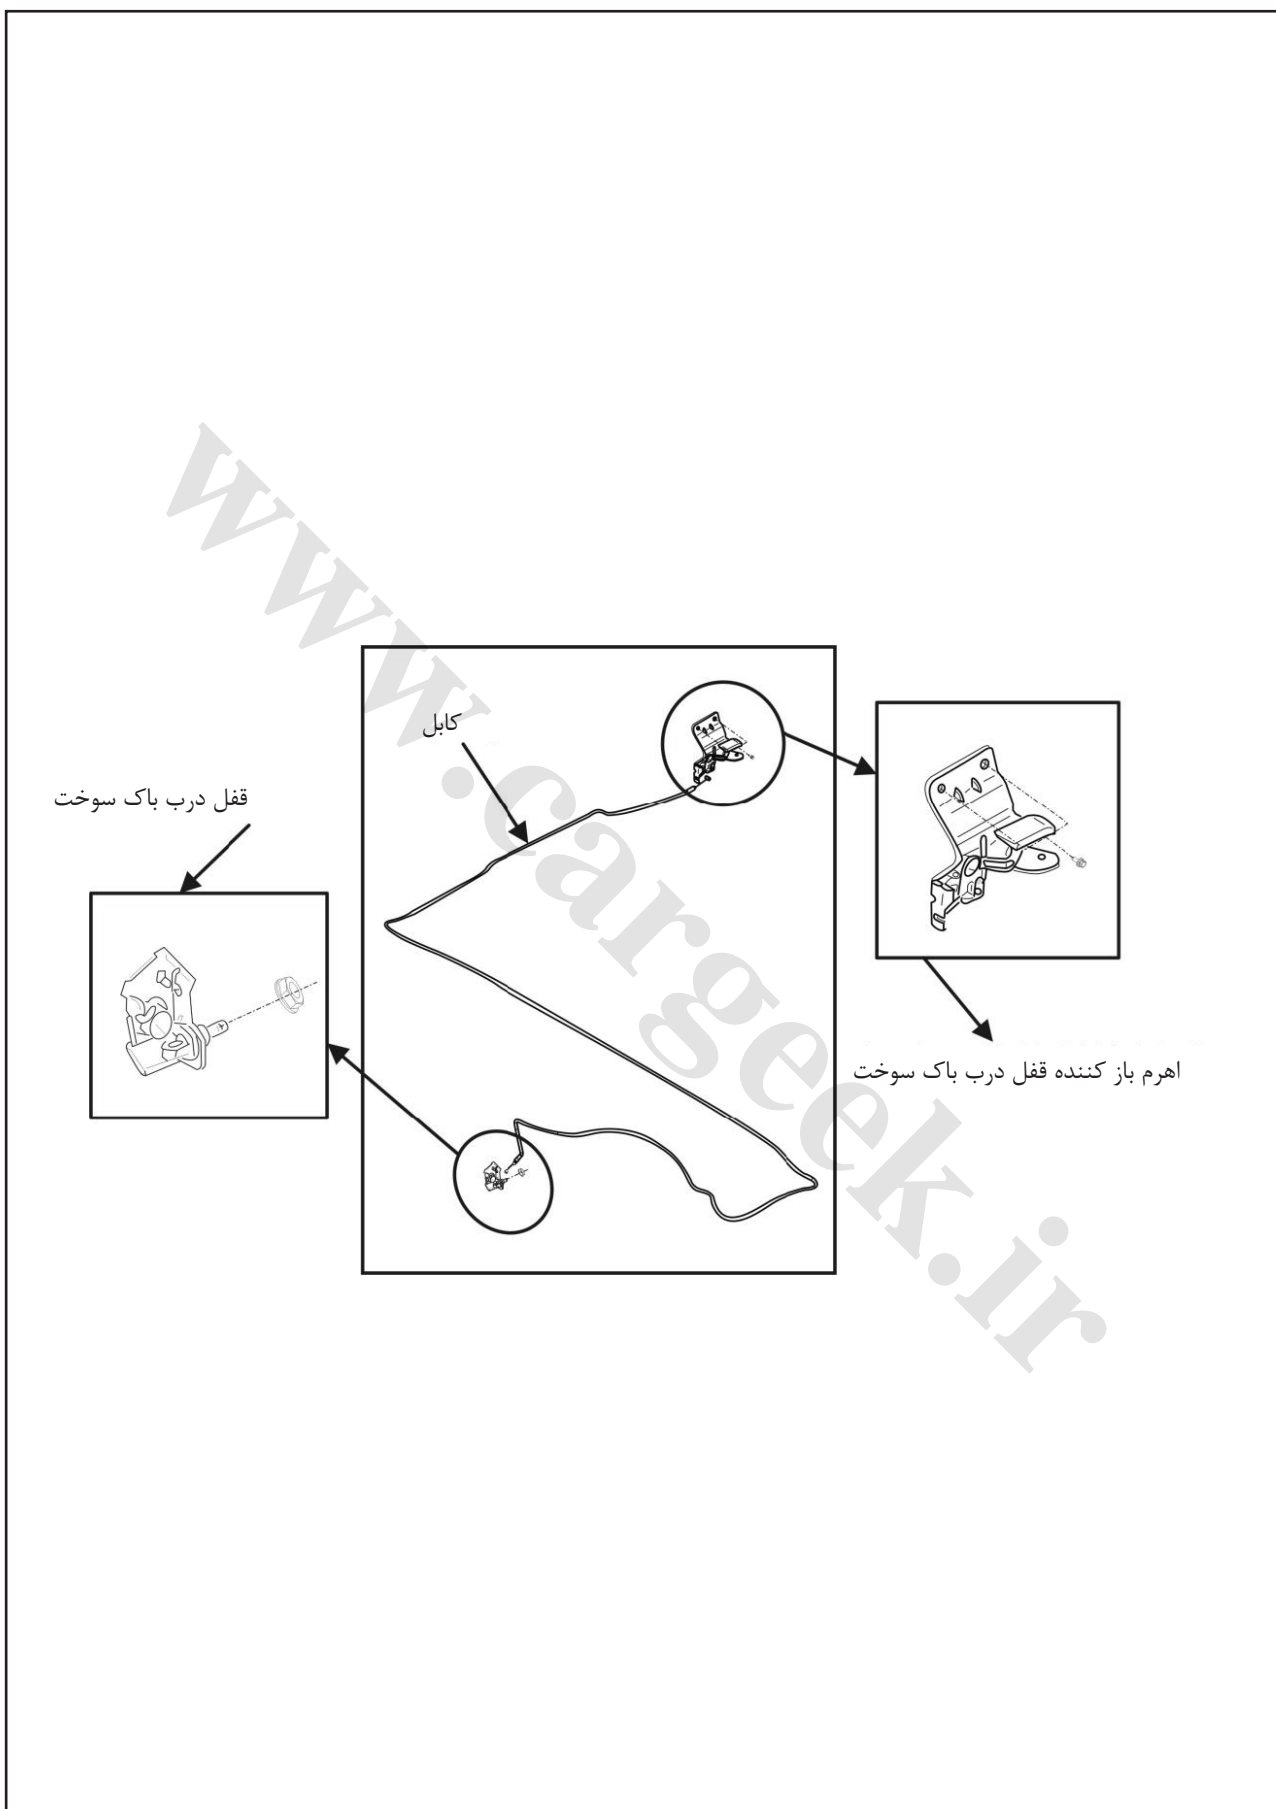 کابل
قفل درب باک سوخت
اهرم باز کننده قفل درب باک سوخت
www.cargeek.ir